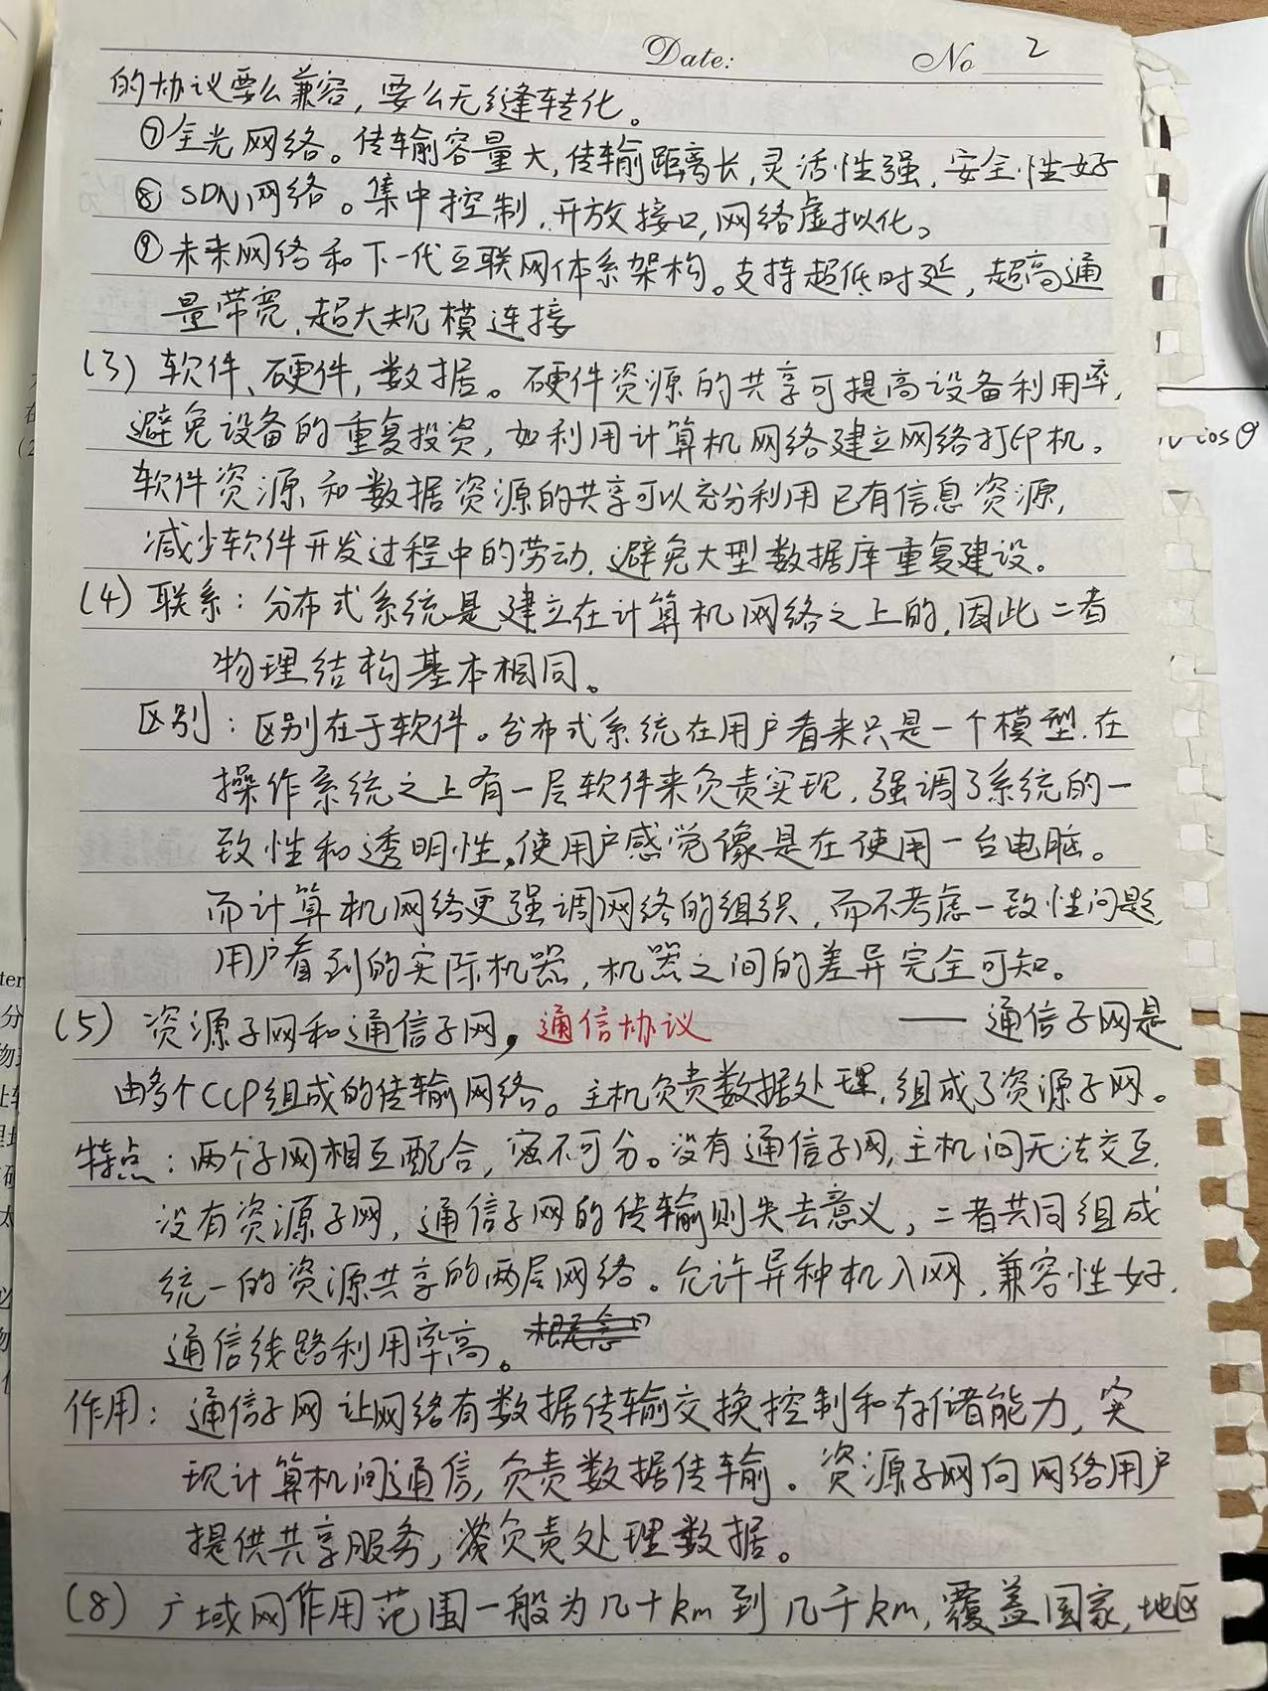 Date: No 2
的协议要么兼容，要么无缝转化。
⑦全光网络。传输容量大，传输距离长，灵活性强，安全性好
⑧ SDN网络。集中控制，开放接口，网络虚拟化。
⑨未来网络和下一代互联网体系架构。支持超低时延，超高通
量带宽，超大规模连接
(3) 软件、硬件，数据。硬件资源的共享可提高设备利用率，
避免设备的重复投资，如利用计算机网络建立网络打印机。
软件资源和数据资源的共享可以充分利用已有信息资源，
减少软件开发过程中的劳动，避免大型数据库重复建设。
(4) 联系：分布式系统是建立在计算机网络之上的，因此二者
物理结构基本相同。
区别：区别在于软件。分布式系统在用户看来只是一个模型，在
操作系统之上有一层软件来负责实现，强调了系统的一
致性和透明性，使用户感觉像是在使用一台电脑。
而计算机网络更强调网络的组织，而不考虑一致性问题，
用户看到的实际机器，机器之间的差异完全可知。
(5) 资源子网和通信子网，通信协议 —— 通信子网是
由多个CCP组成的传输网络。主机负责数据处理，组成了资源子网。
特点：两个子网相互配合，密不可分。没有通信子网，主机间无法交互，
没有资源子网，通信子网的传输则失去意义，二者共同组成
统一的资源共享的两层网络。允许异种机入网，兼容性好，
通信线路利用率高。
作用：通信子网让网络有数据传输交换控制和存储能力，实
现计算机间通信，负责数据传输。资源子网向网络用户
提供共享服务，负责处理数据。
(8) 广域网作用范围一般为几十km到几千km，覆盖国家，地区
cosθ
ter
分